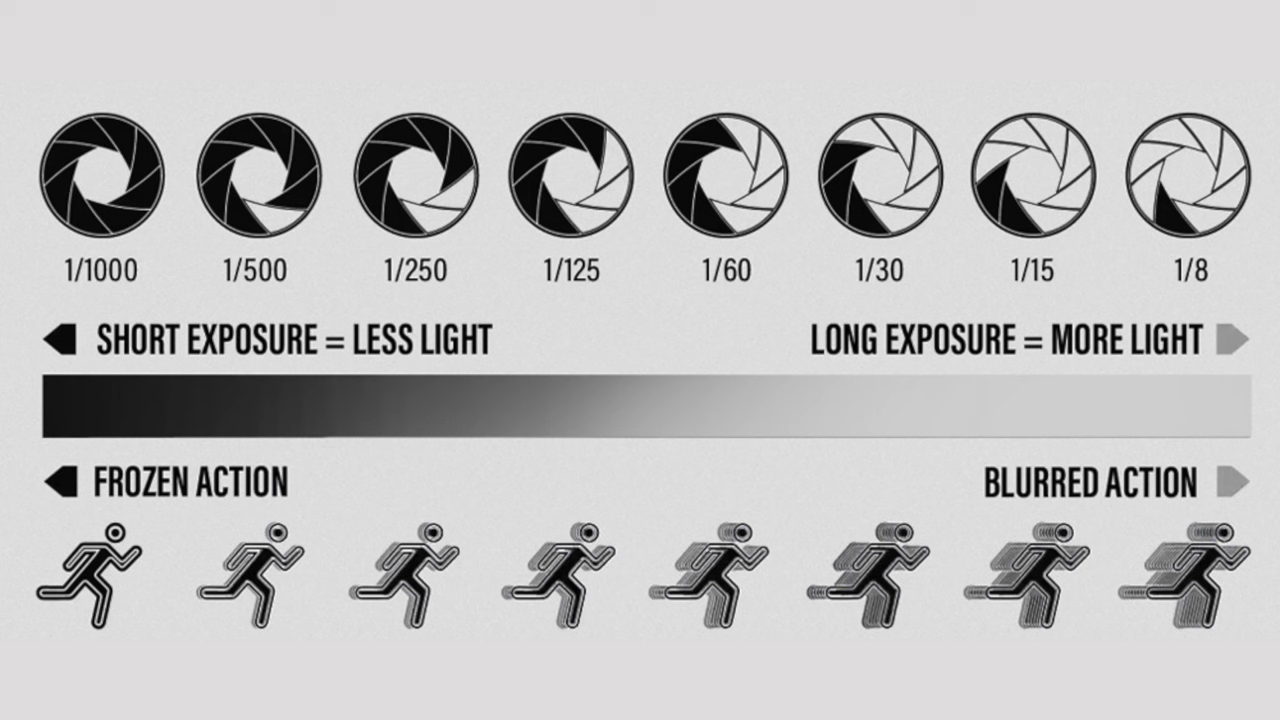 1/1000 1/500 1/250 1/125 1/60 1/30 1/15 1/8
SHORT EXPOSURE = LESS LIGHT
LONG EXPOSURE = MORE LIGHT
FROZEN ACTION
BLURRED ACTION